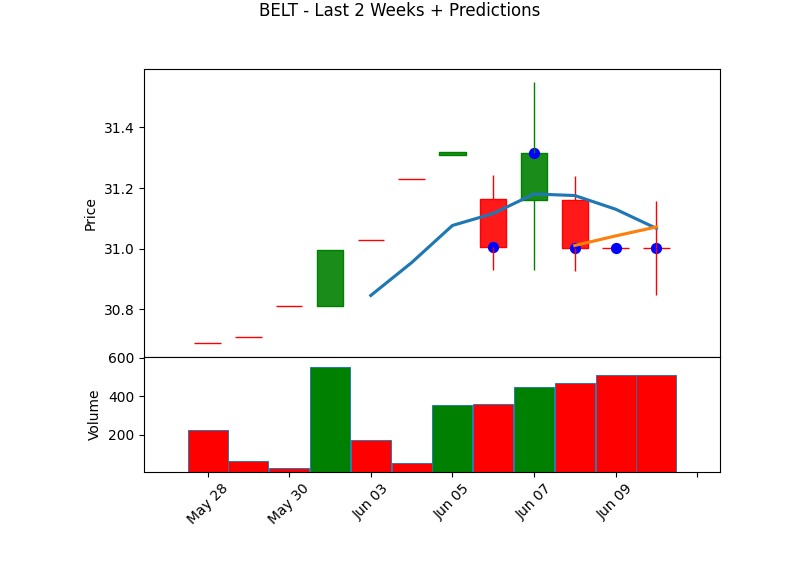 BELT - Last 2 Weeks + Predictions
31.4
31.2
31.0
30.8
Price
600
400
200
Volume
May 28
May 30
Jun 03
Jun 05
Jun 07
Jun 09